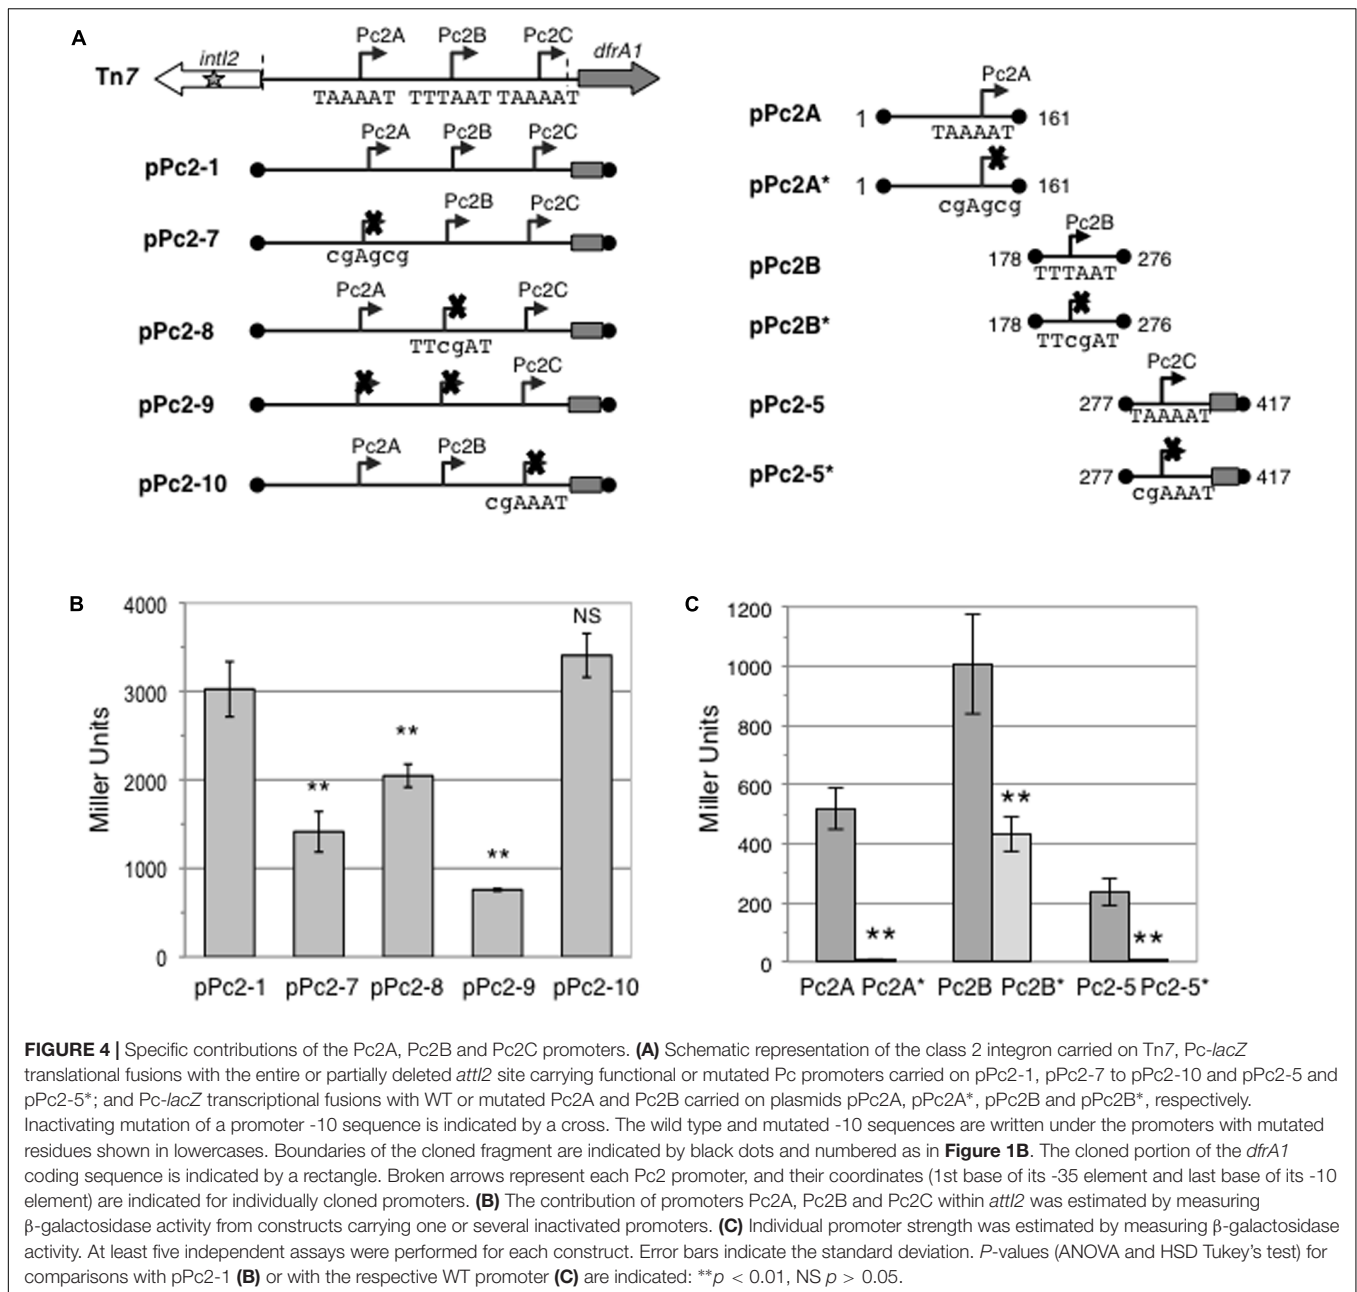 A
Tn7
intI2
Pc2A
Pc2B
Pc2C
dfrA1
TAAAAT TTTAAT TAAAAT
pPc2-1
Pc2A
Pc2B
Pc2C
pPc2-7
Pc2B
Pc2C
cgAgcg
pPc2-8
Pc2A
Pc2C
TTcgAT
pPc2-9
Pc2C
pPc2-10
Pc2A
Pc2B
cgAAAT
pPc2A
Pc2A
1
161
TAAAAT
pPc2A*
1
161
cgAgcg
pPc2B
Pc2B
178
276
TTTAAT
pPc2B*
178
276
TTcgAT
pPc2-5
Pc2C
277
417
TAAAAT
pPc2-5*
277
417
cgAAAT
B
Miller Units
4000
3000
2000
1000
0
**
**
**
NS
pPc2-1 pPc2-7 pPc2-8 pPc2-9 pPc2-10
C
Miller Units
1200
1000
800
600
400
200
0
**
**
**
Pc2A Pc2A* Pc2B Pc2B* Pc2-5 Pc2-5*
FIGURE 4 | Specific contributions of the Pc2A, Pc2B and Pc2C promoters. (A) Schematic representation of the class 2 integron carried on Tn7, Pc-lacZ
translational fusions with the entire or partially deleted attI2 site carrying functional or mutated Pc promoters carried on pPc2-1, pPc2-7 to pPc2-10 and pPc2-5 and
pPc2-5*; and Pc-lacZ transcriptional fusions with WT or mutated Pc2A and Pc2B carried on plasmids pPc2A, pPc2A*, pPc2B and pPc2B*, respectively.
Inactivating mutation of a promoter -10 sequence is indicated by a cross. The wild type and mutated -10 sequences are written under the promoters with mutated
residues shown in lowercases. Boundaries of the cloned fragment are indicated by black dots and numbered as in Figure 1B. The cloned portion of the dfrA1
coding sequence is indicated by a rectangle. Broken arrows represent each Pc2 promoter, and their coordinates (1st base of its -35 element and last base of its -10
element) are indicated for individually cloned promoters. (B) The contribution of promoters Pc2A, Pc2B and Pc2C within attI2 was estimated by measuring
β-galactosidase activity from constructs carrying one or several inactivated promoters. (C) Individual promoter strength was estimated by measuring β-galactosidase
activity. At least five independent assays were performed for each construct. Error bars indicate the standard deviation. P-values (ANOVA and HSD Tukey's test) for
comparisons with pPc2-1 (B) or with the respective WT promoter (C) are indicated: **p < 0.01, NS p > 0.05.